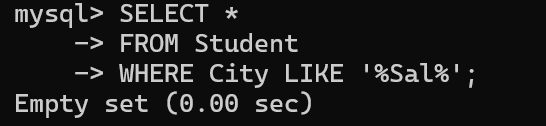 mysql> SELECT *
    -> FROM Student
    -> WHERE City LIKE '%Sal%';
Empty set (0.00 sec)